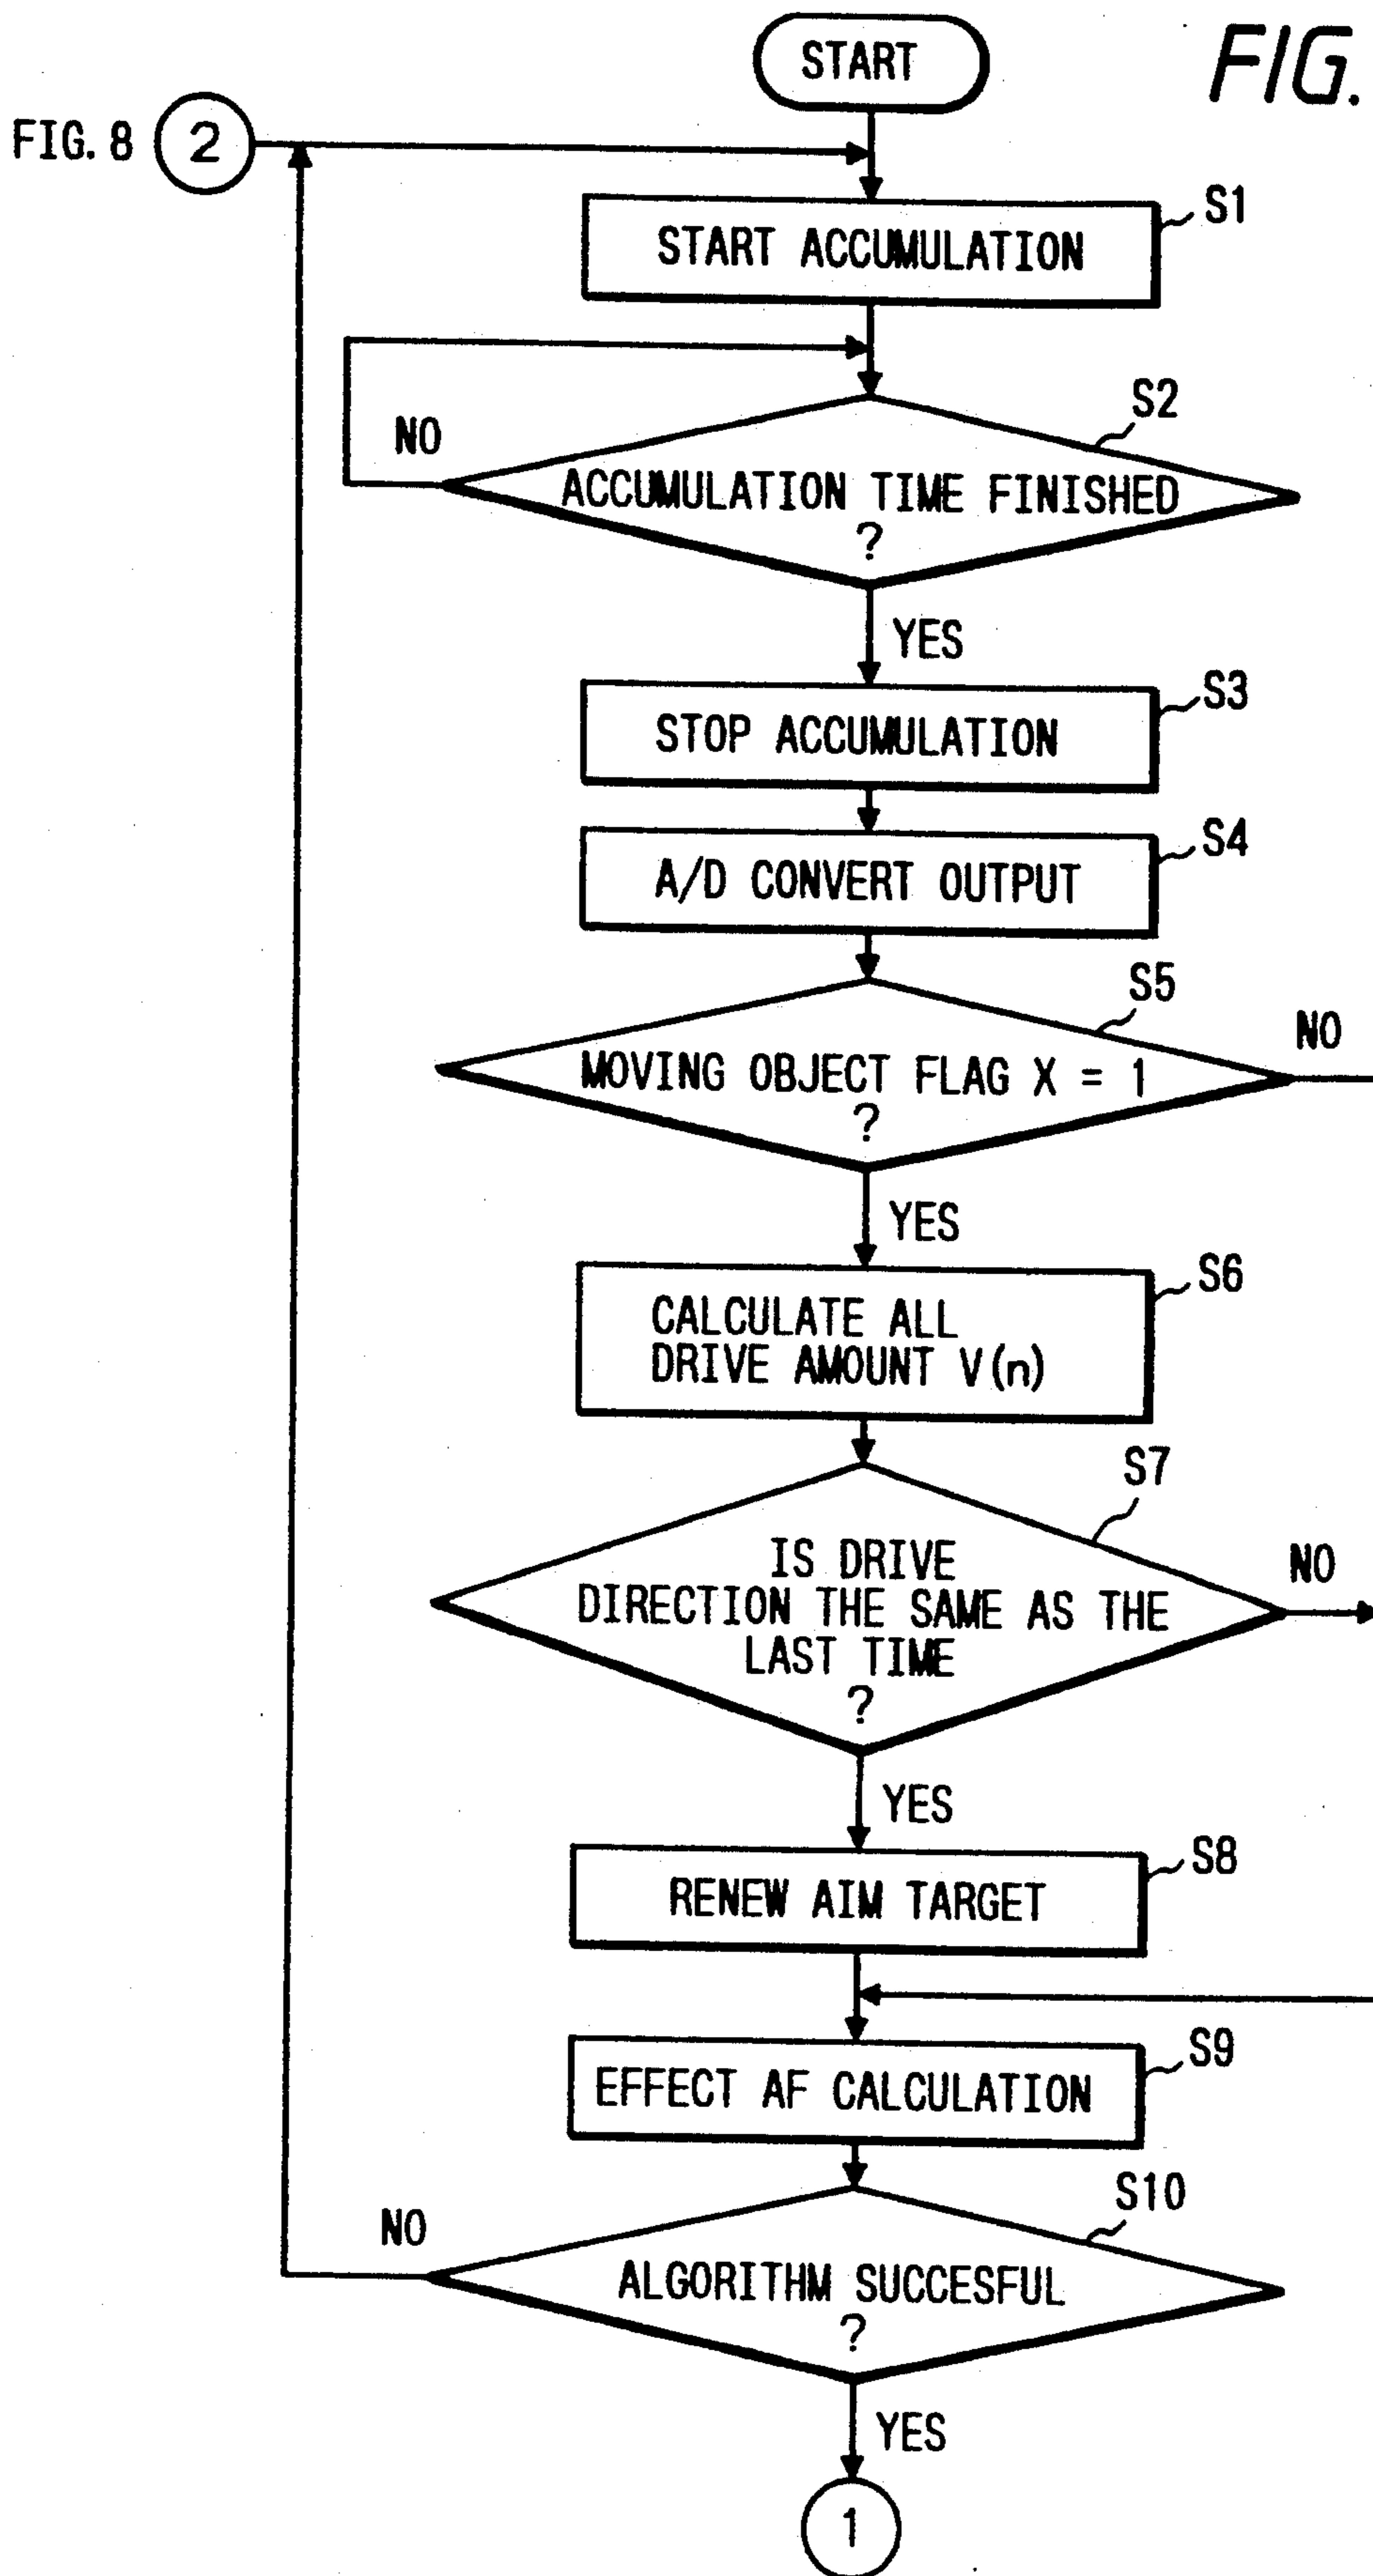 START
FIG.
FIG. 8
2
S1
START ACCUMULATION
S2
NO
ACCUMULATION TIME FINISHED
?
YES
S3
STOP ACCUMULATION
S4
A/D CONVERT OUTPUT
S5
NO
MOVING OBJECT FLAG X = 1
?
YES
S6
CALCULATE ALL
DRIVE AMOUNT V(n)
S7
IS DRIVE
NO
DIRECTION THE SAME AS THE
LAST TIME
?
YES
S8
RENEW AIM TARGET
S9
EFFECT AF CALCULATION
S10
NO
ALGORITHM SUCCESFUL
?
YES
1